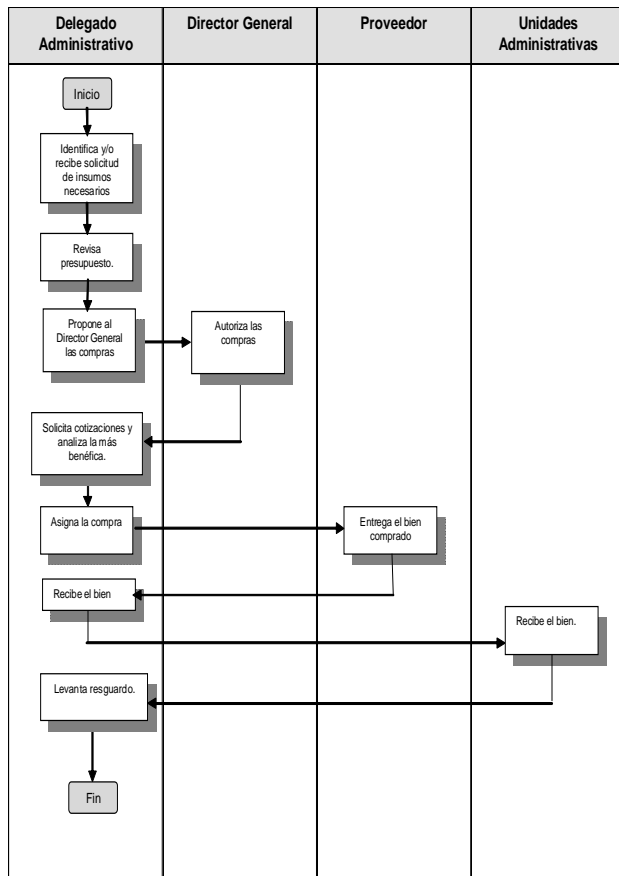 Delegado
Administrativo
Director General
Proveedor
Unidades
Administrativas
Inicio
Identifica y/o
recibe solicitud
de insumos
necesarios
Revisa
presupuesto.
Propone al
Director General
las compras
Autoriza las
compras
Solicita cotizaciones y
analiza la más
benéfica.
Asigna la compra
Entrega el bien
comprado
Recibe el bien
Recibe el bien.
Levanta resguardo.
Fin